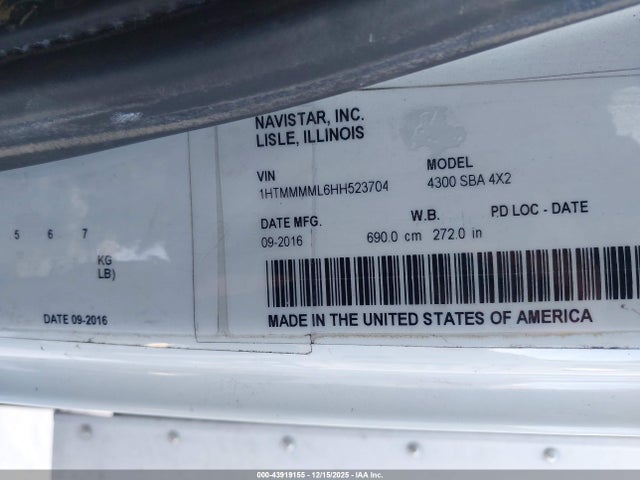 NAVISTAR, INC.
LISLE, ILLINOIS
VIN MODEL
1HTMMMML6HH523704 4300 SBA 4X2
DATE MFG. W.B. PD LOC - DATE
09-2016 690.0 cm 272.0 in
5 6 7
KG
LB)
DATE 09-2016
MADE IN THE UNITED STATES OF AMERICA
000-43919155 - 12/15/2025 - IAA Inc.